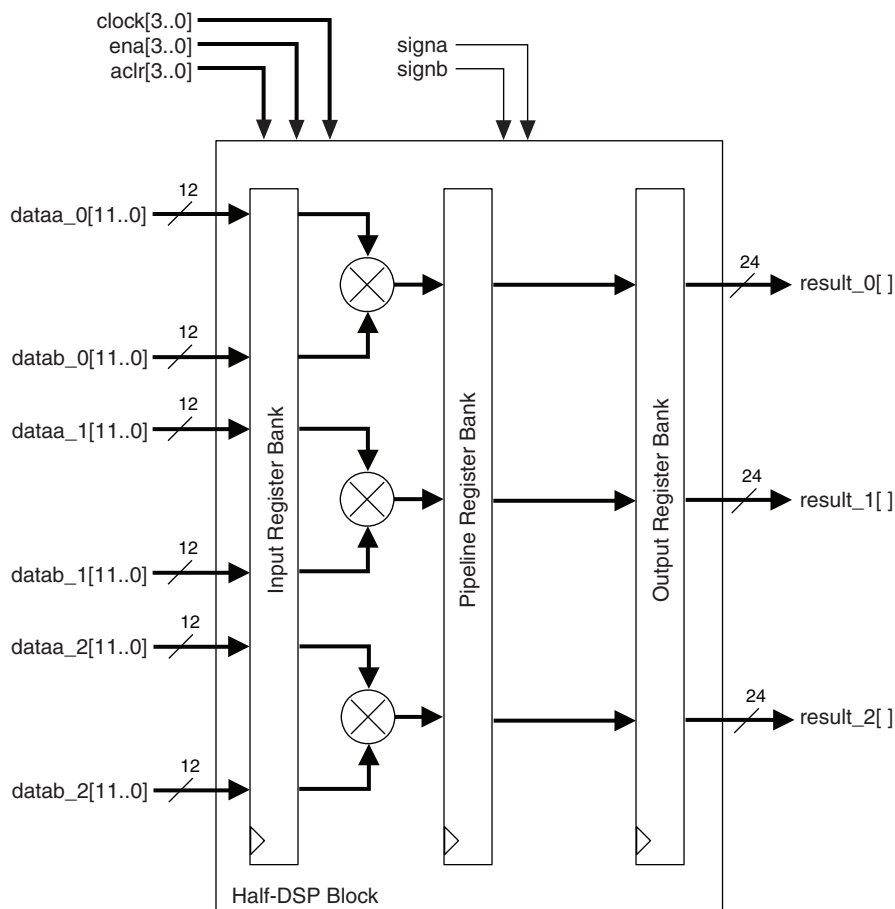 clock[3..0]
ena[3..0]
aclr[3..0]
signa
signb
12
dataa_0[11..0]
24
result_0[ ]
12
datab_0[11..0]
12
dataa_1[11..0]
24
result_1[ ]
12
datab_1[11..0]
12
dataa_2[11..0]
24
result_2[ ]
12
datab_2[11..0]
Input Register Bank
Pipeline Register Bank
Output Register Bank
Half-DSP Block